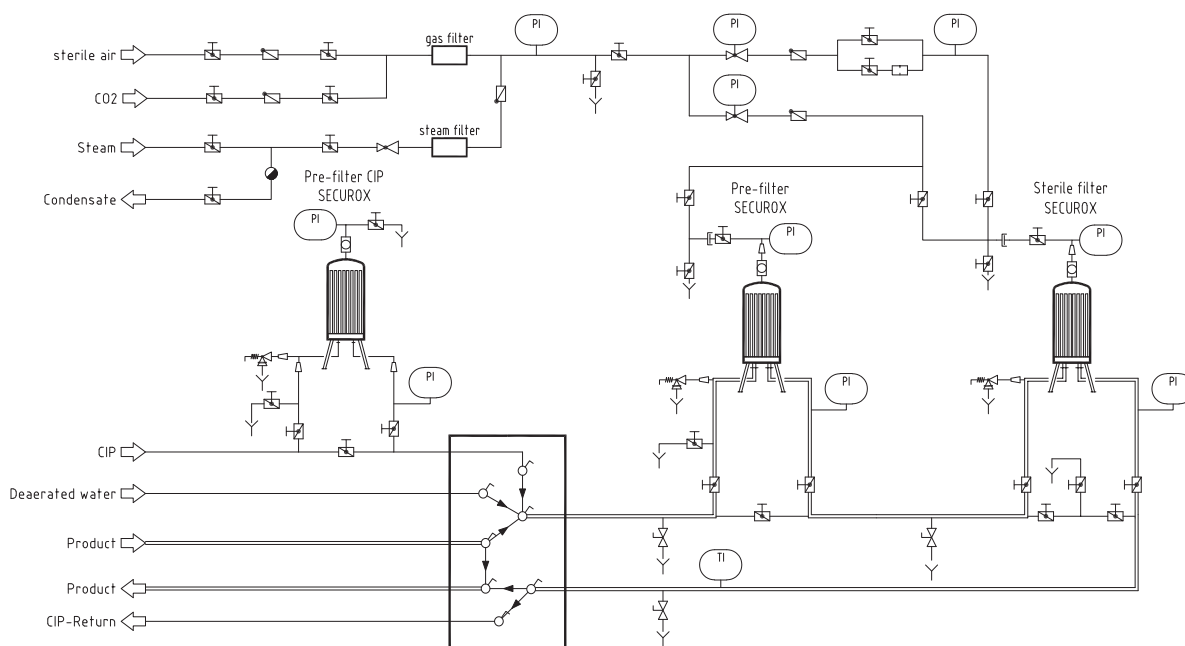 PI
PI
PI
gas filter
sterile air
CO2
PI
steam filter
Steam
Condensate
Pre-filter CIP
SECUROX
Pre-filter
SECUROX
Sterile filter
SECUROX
PI
PI
PI
PI
PI
PI
CIP
Deaerated water
Product
TI
Product
CIP-Return